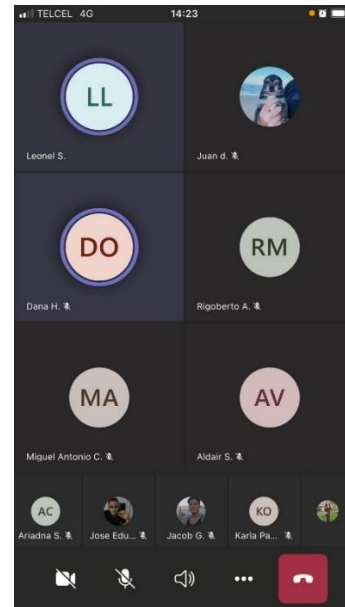 TELCEL 4G 14:23
LL
Leonel S.
Juan d.
DO
Dana H.
RM
Rigoberto A.
MA
Miguel Antonio C.
AV
Aldair S.
AC
Ariadna S.
Jose Edu...
Jacob G.
KO
Karla Pa...